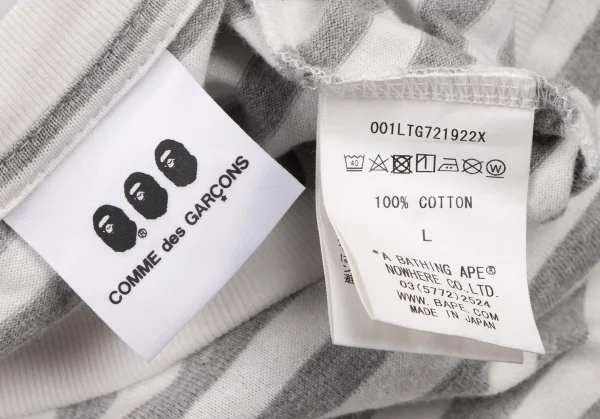 ®
COMME des GARÇONS
*
001LTG721922X
40 W
100% COTTON
L
*A BATHING APE®
NOWHERE CO.LTD.
03(5772)2524
WWW.BAPE.COM
MADE IN JAPAN